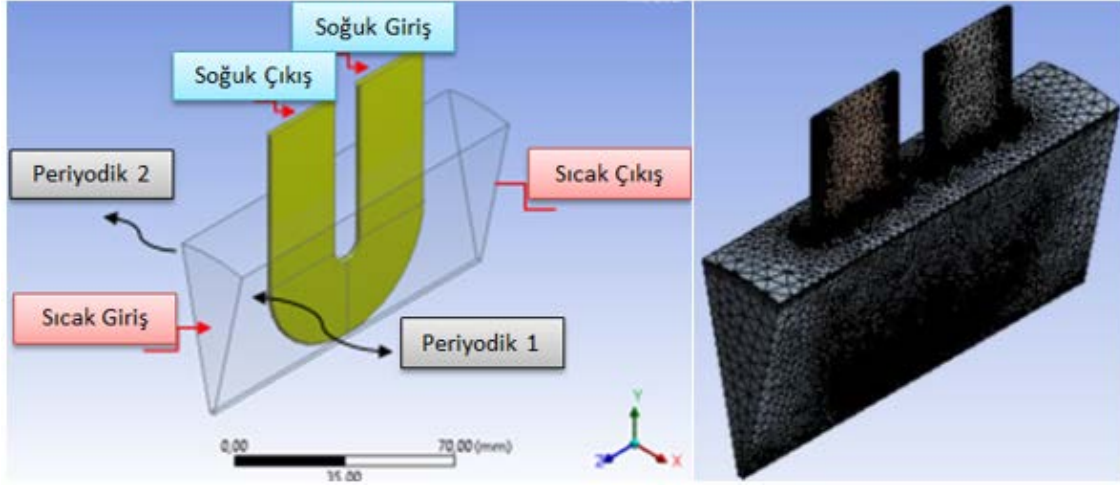 Soğuk Giriş
Soğuk Çıkış
Periyodik 2
Sıcak Çıkış
Sıcak Giriş
Periyodik 1
0,00
70,00 (mm)
35,00
Y
Z
X